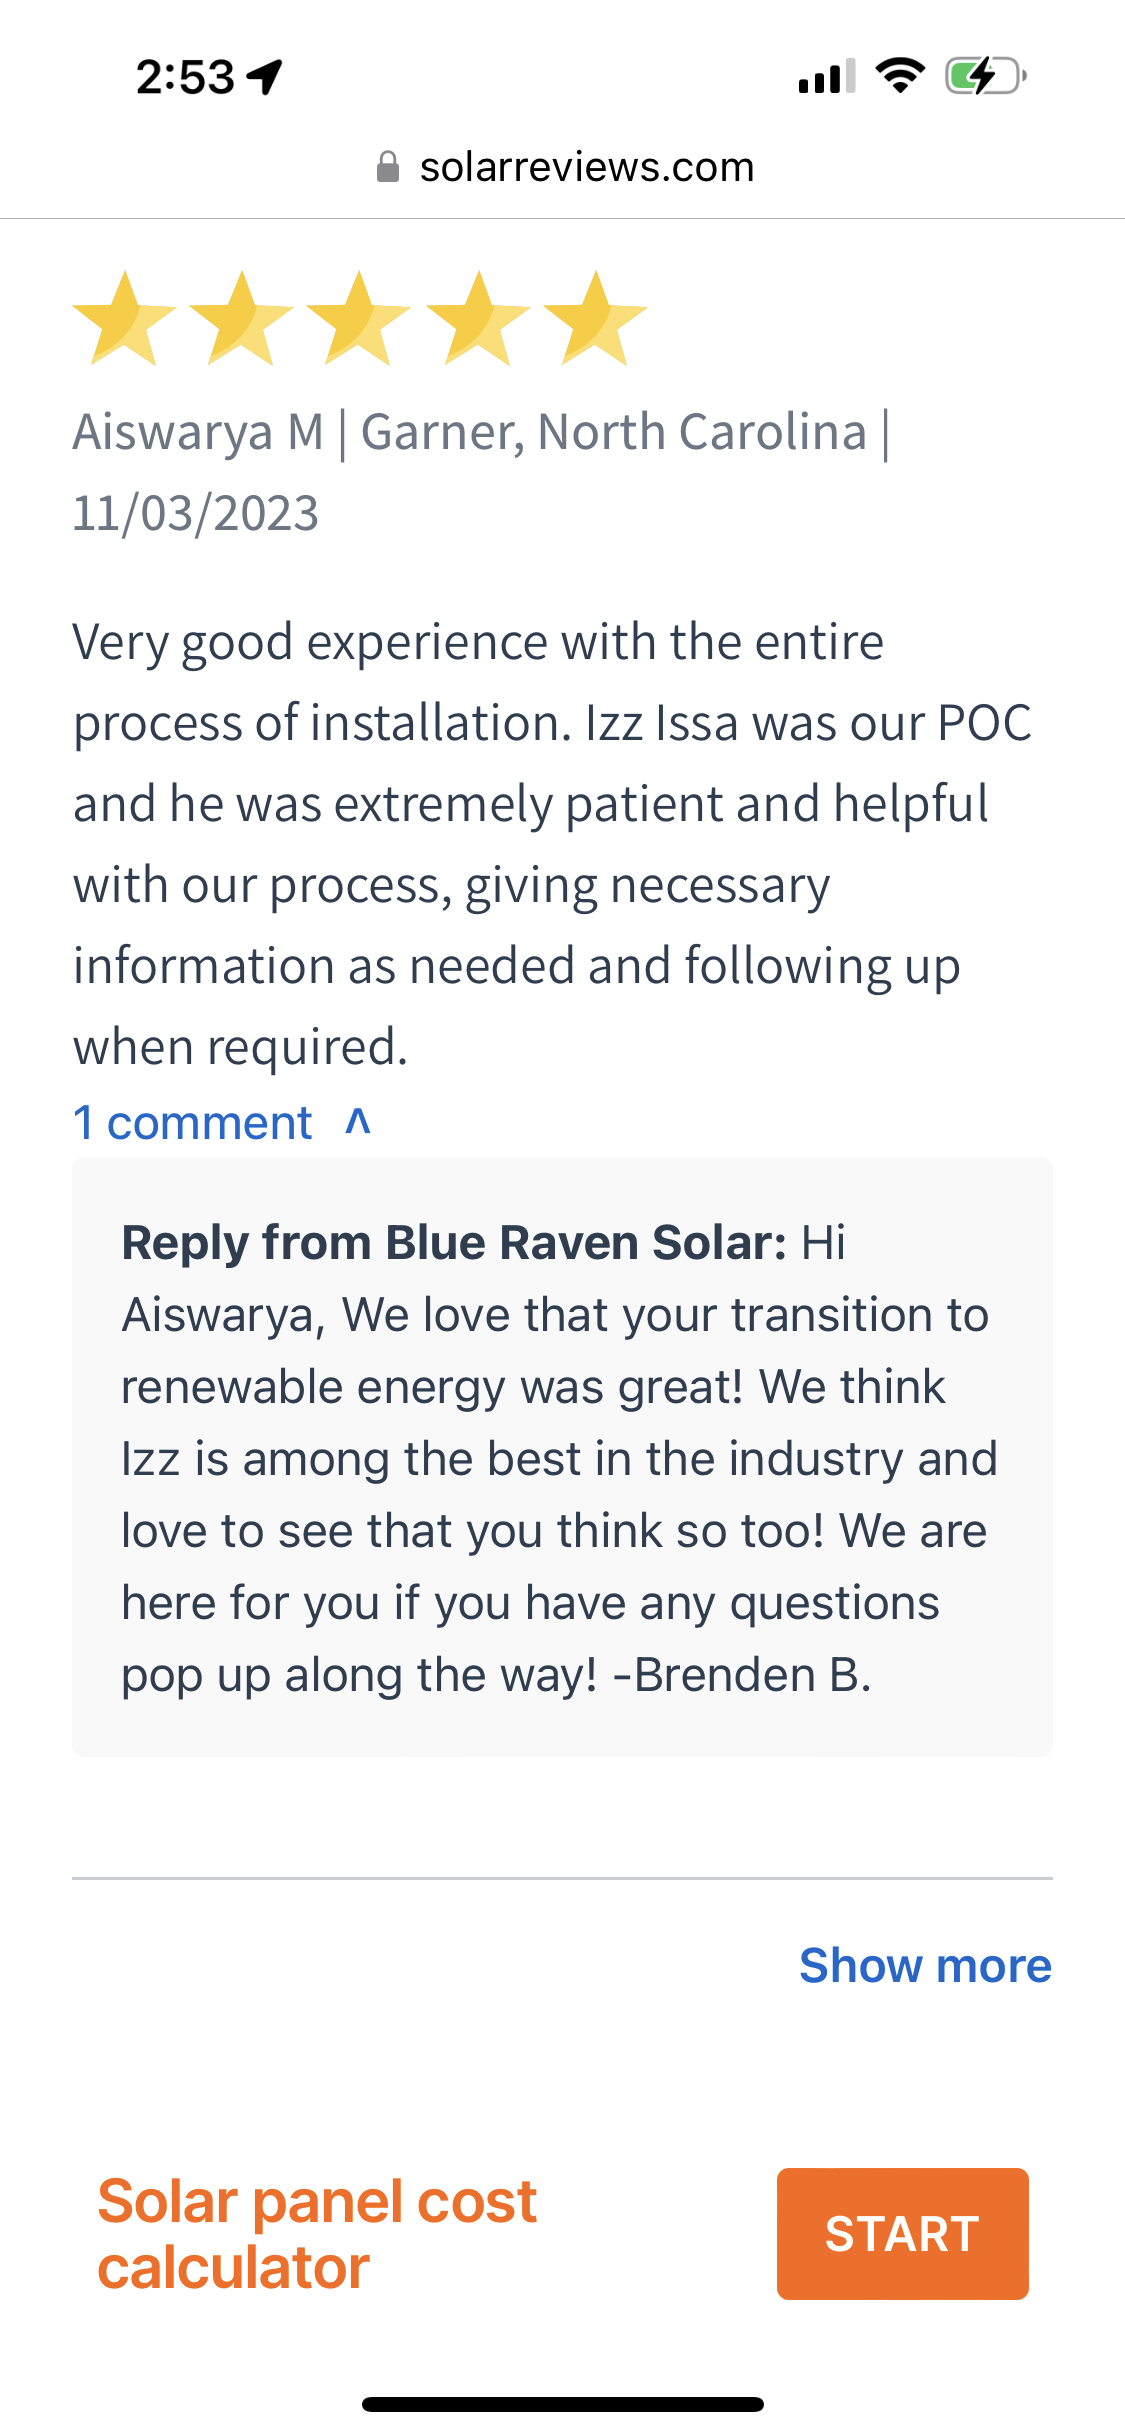 2:53
solarreviews.com
Aiswarya M | Garner, North Carolina |
11/03/2023
Very good experience with the entire
process of installation. Izz Issa was our POC
and he was extremely patient and helpful
with our process, giving necessary
information as needed and following up
when required.
1 comment ^
Reply from Blue Raven Solar: Hi
Aiswarya, We love that your transition to
renewable energy was great! We think
Izz is among the best in the industry and
love to see that you think so too! We are
here for you if you have any questions
pop up along the way! -Brenden B.
Show more
Solar panel cost
calculator
START